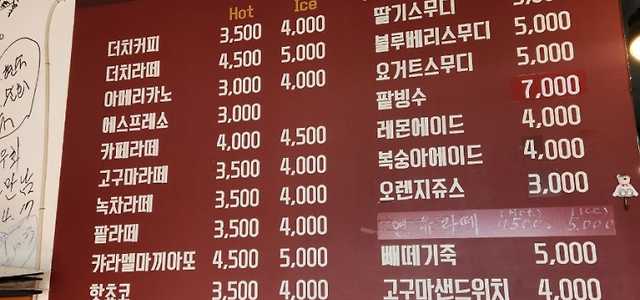 Hot Ice
더치커피 3,500 4,000
더치라떼 4,500 5,000
아메리카노 3,000 4,000
에스프레소 3,000
카페라떼 4,000 4,500
고구마라떼 3,500 4,000
녹차라떼 3,500 4,000
팥라떼 3,500 4,000
카라멜마끼아또 4,500 5,000
핫쵸코 3,500 4,000
딸기스무디 5,000
블루베리스무디 5,000
요거트스무디 5,000
팥빙수 7,000
레몬에이드 4,000
복숭아에이드 4,000
오렌지쥬스 3,000
연유라떼 (Hot) 4500 (ICE) 5,000
빼떼기죽 5,000
고구마샌드위치 4,000